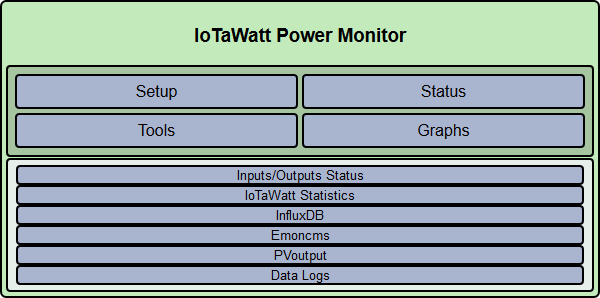 IoTaWatt Power Monitor
Setup
Status
Tools
Graphs
Inputs/Outputs Status
IoTaWatt Statistics
InfluxDB
Emoncms
PVoutput
Data Logs